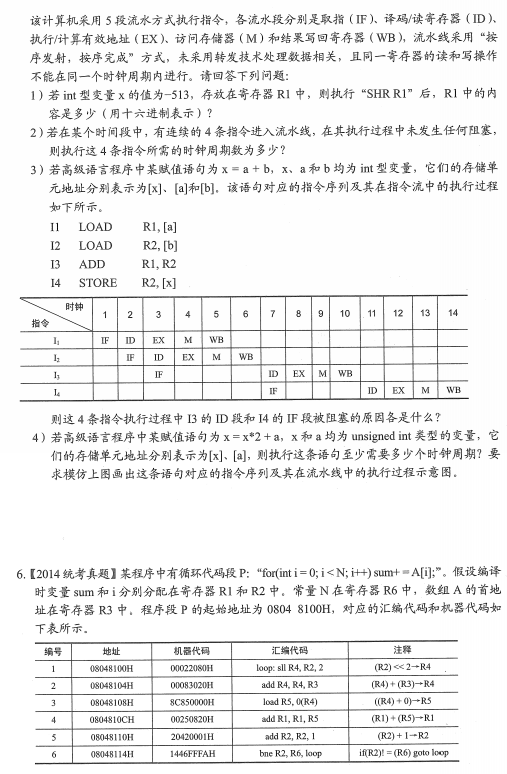 该计算机采用 5 段流水方式执行指令，各流水段分别是取指（IF）、译码/读寄存器（ID）、
执行/计算有效地址（EX）、访问存储器（M）和结果写回寄存器（WB），流水线采用“按
序发射，按序完成”方式，未采用转发技术处理数据相关，且同一寄存器的读和写操作
不能在同一个时钟周期内进行。请回答下列问题：
1）若 int 型变量 x 的值为−513，存放在寄存器 R1 中，则执行“SHR R1”后，R1 中的内
容是多少（用十六进制表示）？
2）若在某个时间段中，有连续的 4 条指令进入流水线，在其执行过程中未发生任何阻塞，
则执行这 4 条指令所需的时钟周期数为多少？
3）若高级语言程序中某赋值语句为 x = a + b，x、a 和 b 均为 int 型变量，它们的存储单
元地址分别表示为[x]、[a]和[b]。该语句对应的指令序列及其在指令流中的执行过程
如下所示。
I1 LOAD R1, [a]
I2 LOAD R2, [b]
I3 ADD R1, R2
I4 STORE R2, [x]
时钟 1 2 3 4 5 6 7 8 9 10 11 12 13 14
指令
I₁ IF ID EX M WB
I₂ IF ID EX M WB
I₃ IF ID EX M WB
I₄ IF ID EX M WB
则这 4 条指令执行过程中 I3 的 ID 段和 I4 的 IF 段被阻塞的原因各是什么？
4）若高级语言程序中某赋值语句为 x = x*2 + a，x 和 a 均为 unsigned int 类型的变量，它
们的存储单元地址分别表示为[x]、[a]，则执行这条语句至少需要多少个时钟周期？要
求模仿上图画出这条语句对应的指令序列及其在流水线中的执行过程示意图。
6.【2014 统考真题】某程序中有循环代码段 P：“for(int i = 0; i < N; i++) sum+ = A[i];”。假设编译
时变量 sum 和 i 分别分配在寄存器 R1 和 R2 中。常量 N 在寄存器 R6 中，数组 A 的首地
址在寄存器 R3 中。程序段 P 的起始地址为 0804 8100H，对应的汇编代码和机器代码如
下表所示。
编号 地址 机器代码 汇编代码 注释
1 08048100H 00022080H loop: sll R4, R2, 2 (R2) << 2→R4
2 08048104H 00083020H add R4, R4, R3 (R4) + (R3)→R4
3 08048108H 8C850000H load R5, 0(R4) ((R4) + 0)→R5
4 0804810CH 00250820H add R1, R1, R5 (R1) + (R5)→R1
5 08048110H 20420001H add R2, R2, 1 (R2) + 1→R2
6 08048114H 1446FFFAH bne R2, R6, loop if(R2)! = (R6) goto loop